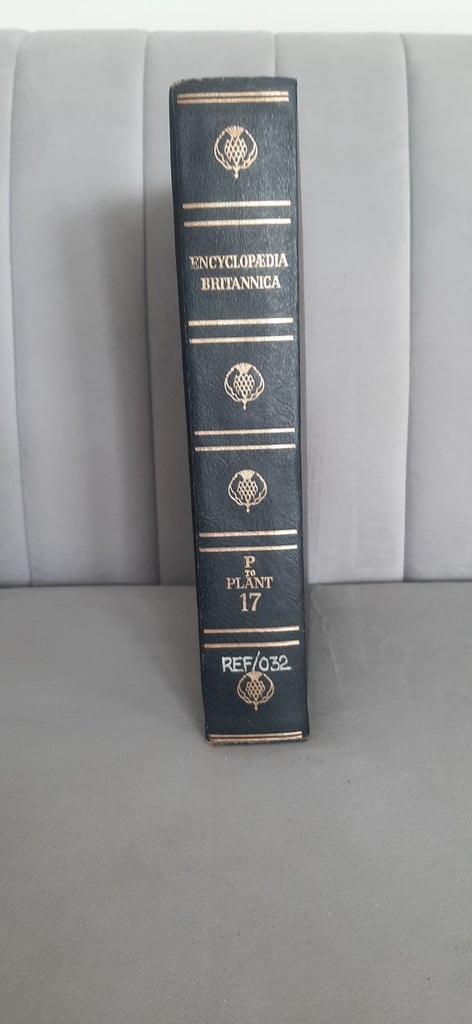 ENCYCLOPÆDIA
BRITANNICA
P
TO
PLANT
17
REF/032